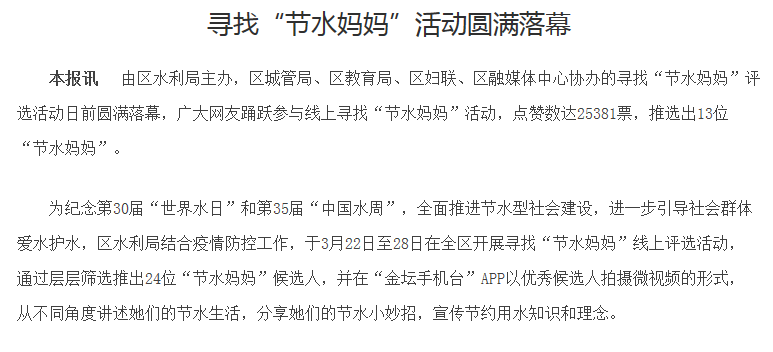 寻找“节水妈妈”活动圆满落幕
本报讯 由区水利局主办，区城管局、区教育局、区妇联、区融媒体中心协办的寻找“节水妈妈”评
选活动日前圆满落幕，广大网友踊跃参与线上寻找“节水妈妈”活动，点赞数达25381票，推选出13位
“节水妈妈”。
为纪念第30届“世界水日”和第35届“中国水周”，全面推进节水型社会建设，进一步引导社会群体
爱水护水，区水利局结合疫情防控工作，于3月22日至28日在全区开展寻找“节水妈妈”线上评选活动，
通过层层筛选推出24位“节水妈妈”候选人，并在“金坛手机台”APP以优秀候选人拍摄微视频的形式，
从不同角度讲述她们的节水生活，分享她们的节水小妙招，宣传节约用水知识和理念。